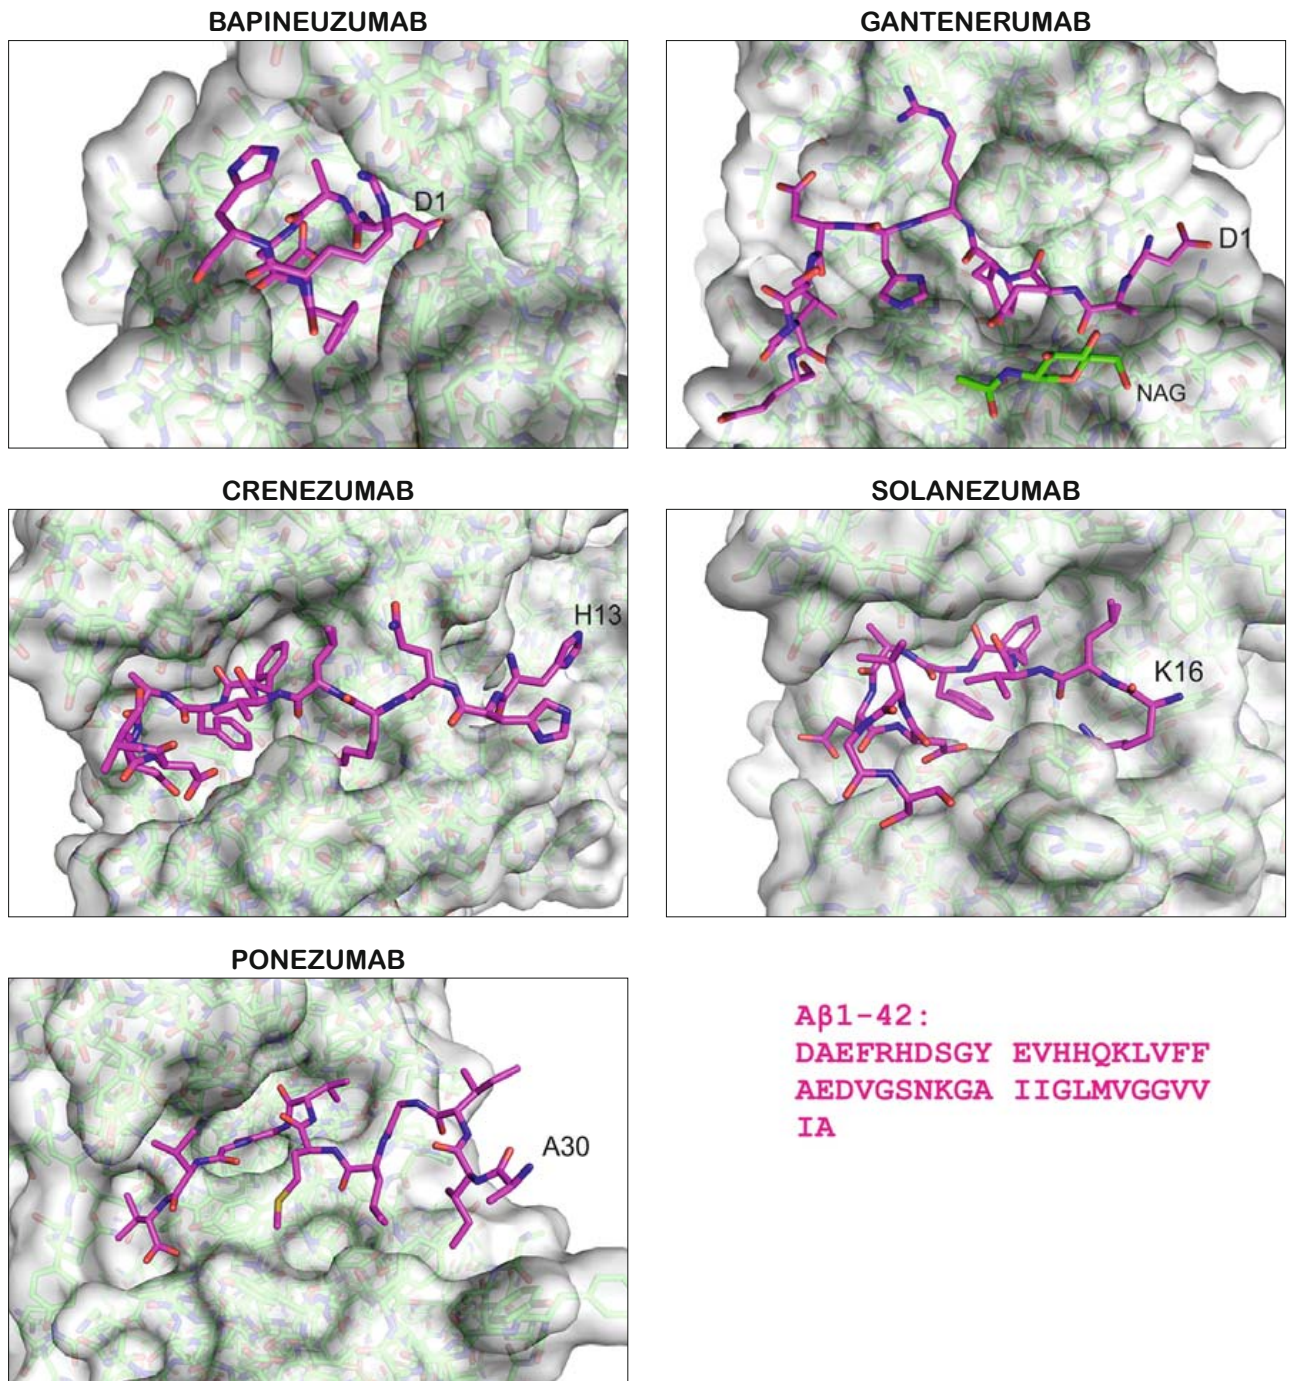 BAPINEUZUMAB
GANTENERUMAB
D1
D1
NAG
CRENEZUMAB
SOLANEZUMAB
H13
K16
PONEZUMAB
A30
Aβ1-42:
DAEFRHDSGY EVHHQKLVFF
AEDVGSNKGA IIGLMVGGVV
IA